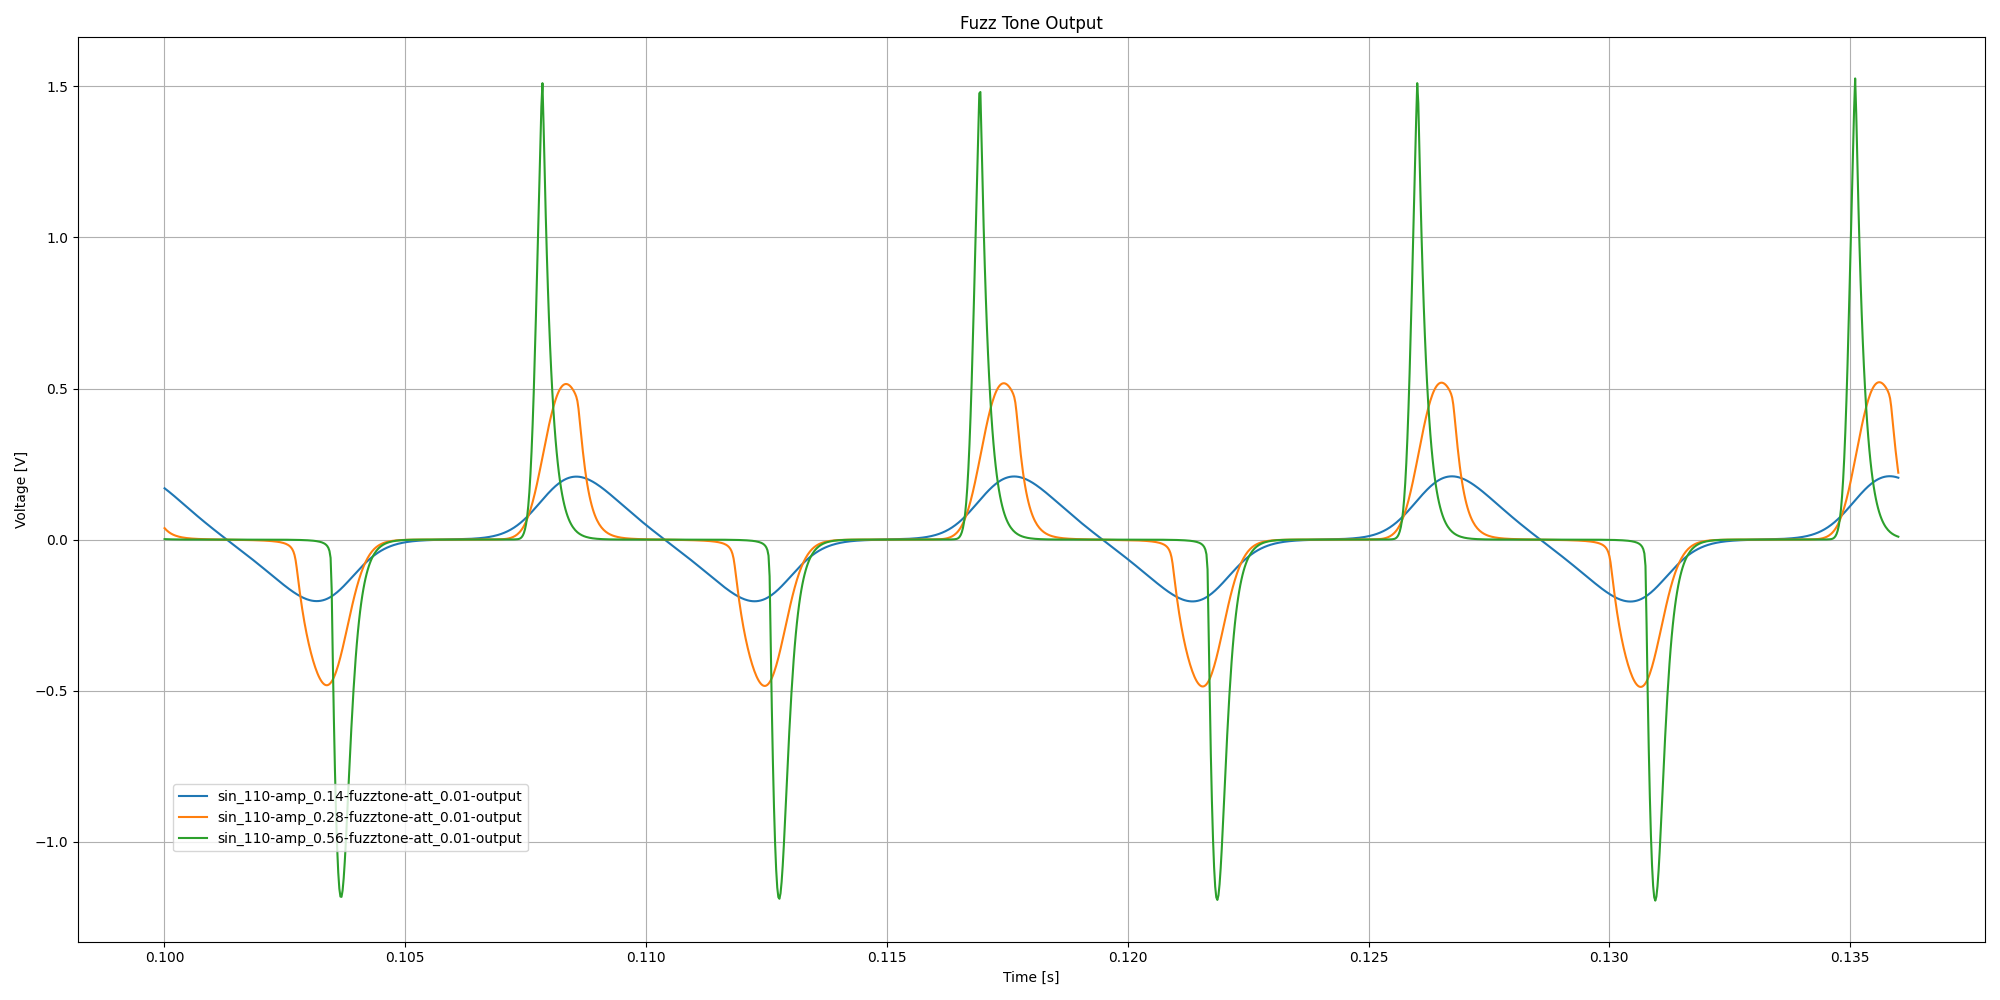 Fuzz Tone Output
Voltage [V]
1.5
1.0
0.5
0.0
−0.5
−1.0
sin_110-amp_0.14-fuzztone-att_0.01-output
sin_110-amp_0.28-fuzztone-att_0.01-output
sin_110-amp_0.56-fuzztone-att_0.01-output
0.100 0.105 0.110 0.115 0.120 0.125 0.130 0.135
Time [s]